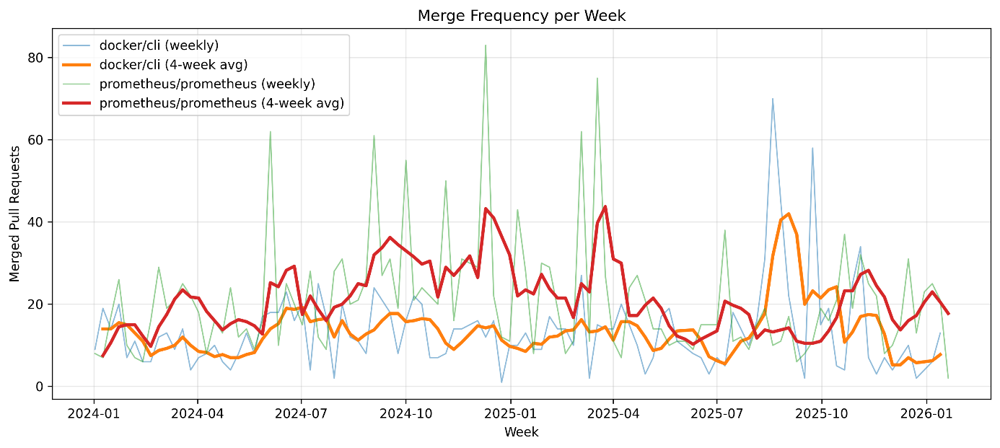 Merge Frequency per Week
docker/cli (weekly)
docker/cli (4-week avg)
prometheus/prometheus (weekly)
prometheus/prometheus (4-week avg)
Merged Pull Requests
80
60
40
20
0
2024-01 2024-04 2024-07 2024-10 2025-01 2025-04 2025-07 2025-10 2026-01
Week